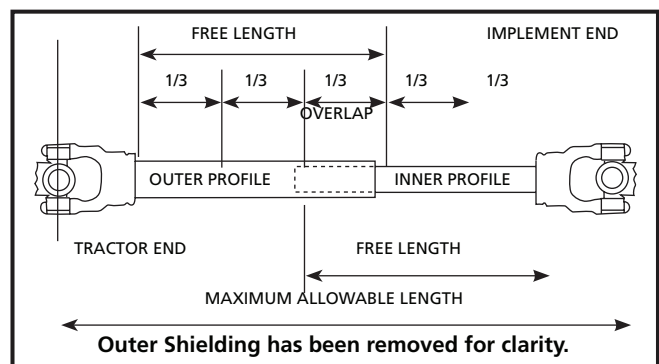 FREE LENGTH IMPLEMENT END
1/3 1/3 1/3 1/3 1/3
OVERLAP
OUTER PROFILE INNER PROFILE
TRACTOR END FREE LENGTH
MAXIMUM ALLOWABLE LENGTH
Outer Shielding has been removed for clarity.